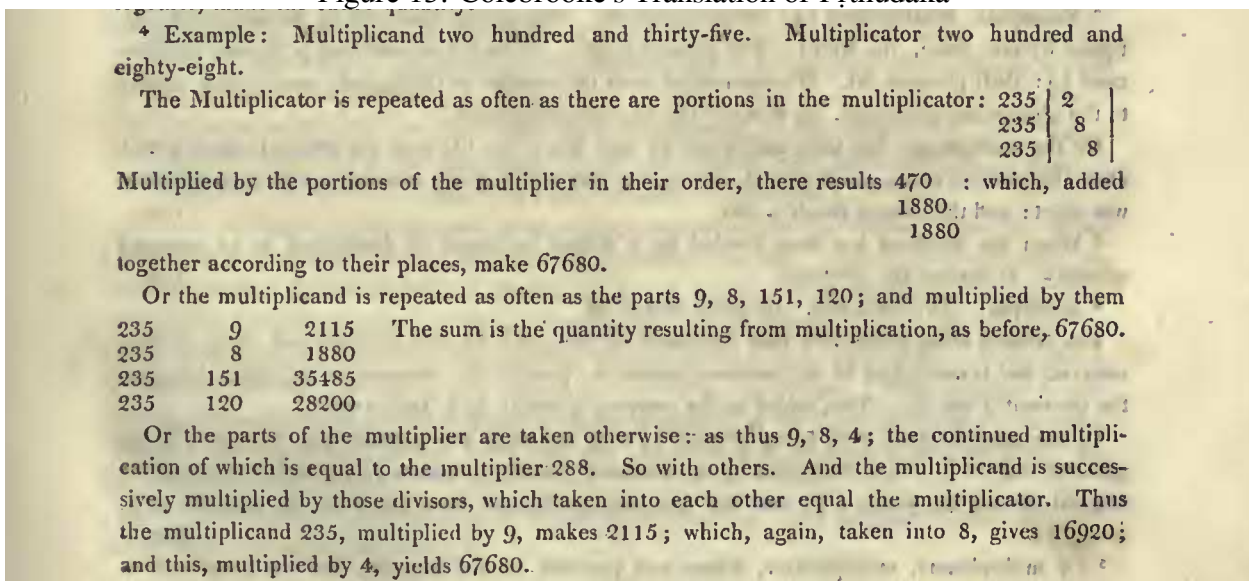 Figure 15: Colebrooke's Translation of Pṛthūdaka
⁴ Example: Multiplicand two hundred and thirty-five. Multiplicator two hundred and
eighty-eight.
The Multiplicator is repeated as often as there are portions in the multiplicator: 235 | 2 |
235 | 8 |
235 | 8 |
Multiplied by the portions of the multiplier in their order, there results 470 : which, added
1880
1880
together according to their places, make 67680.
Or the multiplicand is repeated as often as the parts 9, 8, 151, 120; and multiplied by them
235 9 2115 The sum is the quantity resulting from multiplication, as before, 67680.
235 8 1880
235 151 35485
235 120 28200
Or the parts of the multiplier are taken otherwise: as thus 9, 8, 4; the continued multipli-
cation of which is equal to the multiplier 288. So with others. And the multiplicand is succes-
sively multiplied by those divisors, which taken into each other equal the multiplicator. Thus
the multiplicand 235, multiplied by 9, makes 2115; which, again, taken into 8, gives 16920;
and this, multiplied by 4, yields 67680.